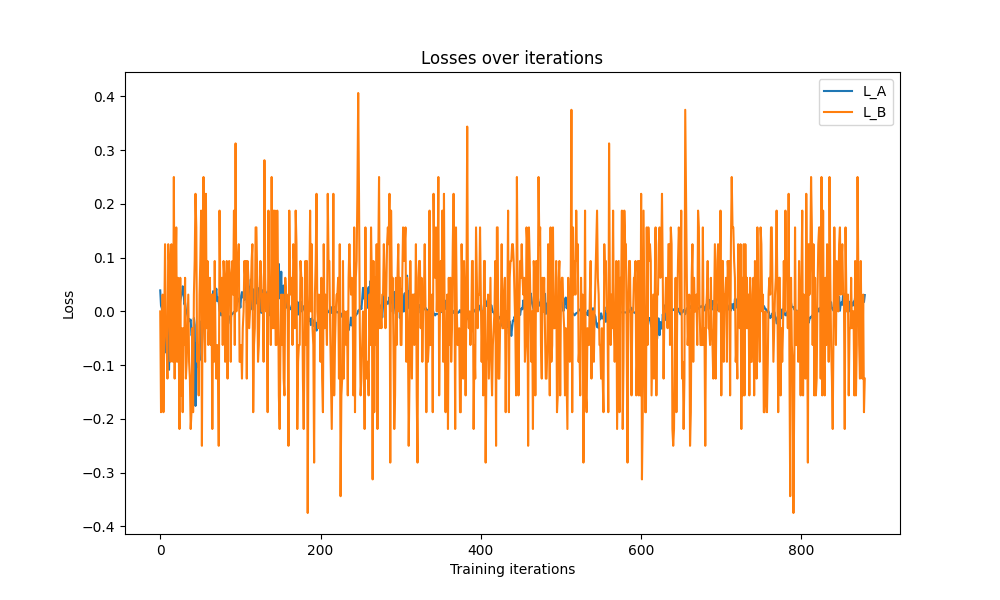 Losses over iterations
L_A
L_B
0.4
0.3
0.2
0.1
0.0
−0.1
−0.2
−0.3
−0.4
Loss
0 200 400 600 800
Training iterations